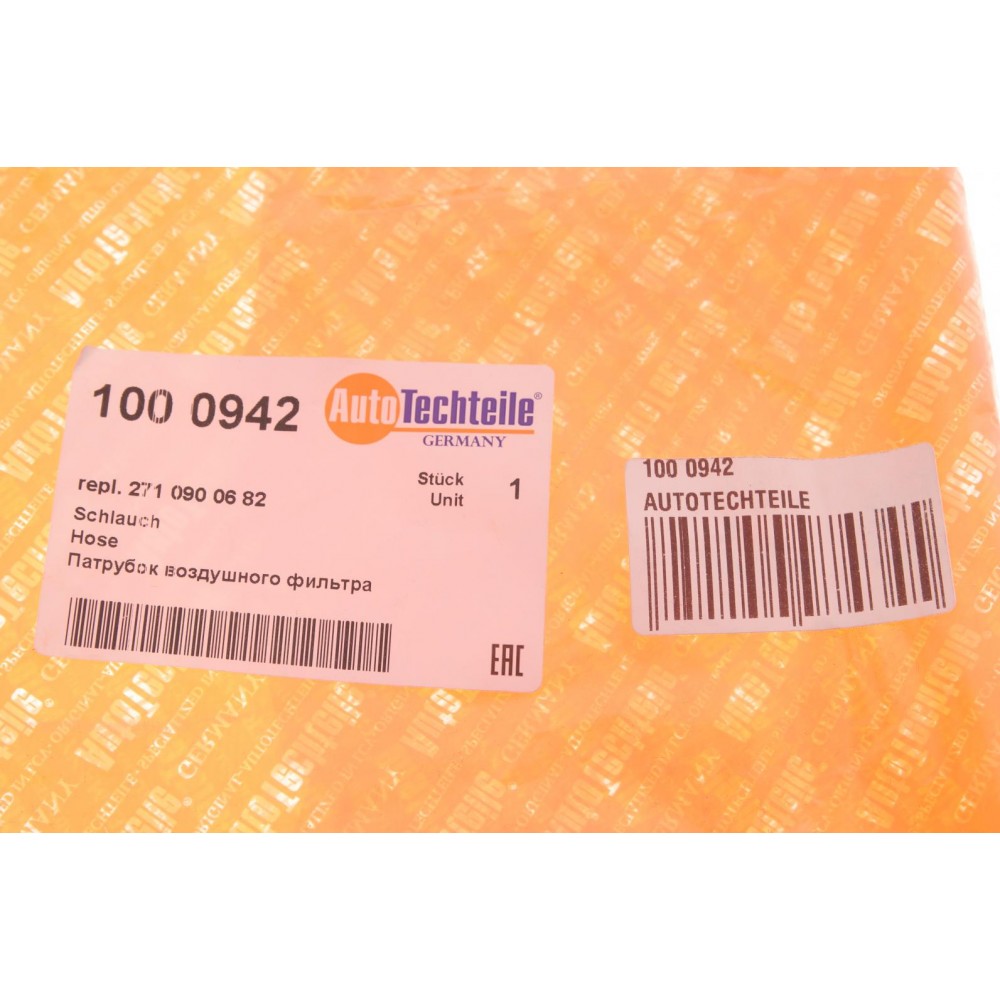 100 0942
AutoTechteile®
GERMANY
repl. 271 090 06 82
Stück
Unit
1
Schlauch
Hose
Патрубок воздушного фильтра
EAC
100 0942
AUTOTECHTEILE